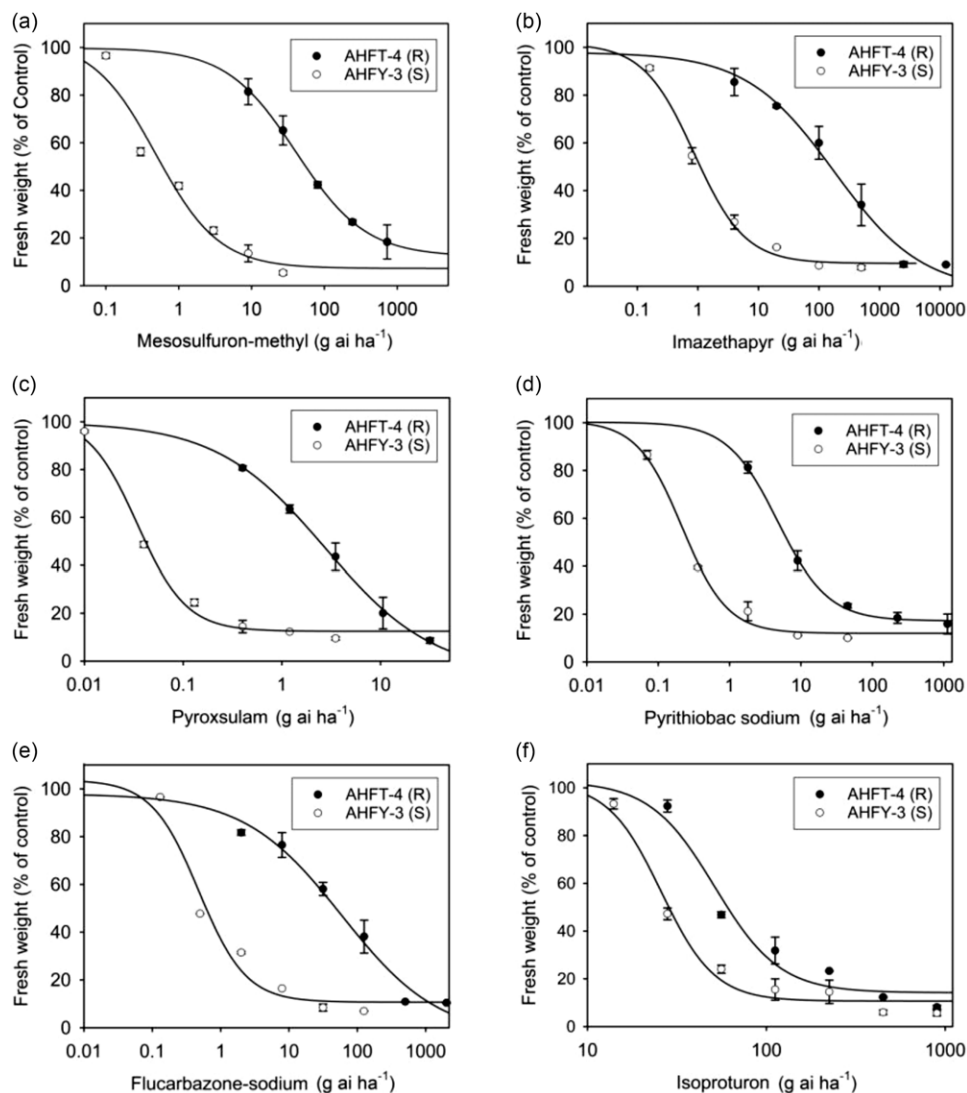 (a)
Fresh weight (% of Control)
100
80
60
40
20
0
AHFT-4 (R)
AHFY-3 (S)
0.1 1 10 100 1000
Mesosulfuron-methyl (g ai ha⁻¹)
(b)
Fresh weight (% of control)
100
80
60
40
20
0
AHFT-4 (R)
AHFY-3 (S)
0.1 1 10 100 1000 10000
Imazethapyr (g ai ha⁻¹)
(c)
Fresh weight (% of control)
100
80
60
40
20
0
AHFT-4 (R)
AHFY-3 (S)
0.01 0.1 1 10
Pyroxsulam (g ai ha⁻¹)
(d)
Fresh weight (% of control)
100
80
60
40
20
0
AHFT-4 (R)
AHFY-3 (S)
0.01 0.1 1 10 100 1000
Pyrithiobac sodium (g ai ha⁻¹)
(e)
Fresh weight (% of control)
100
80
60
40
20
0
AHFT-4 (R)
AHFY-3 (S)
0.01 0.1 1 10 100 1000
Flucarbazone-sodium (g ai ha⁻¹)
(f)
Fresh weight (% of control)
100
80
60
40
20
0
AHFT-4 (R)
AHFY-3 (S)
10 100 1000
Isoproturon (g ai ha⁻¹)